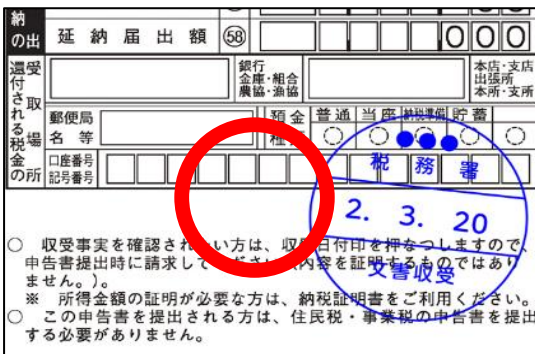 納の出
延納届出額 58 000
還付される税金の受取場所
銀行 金庫・組合 農協・漁協
本店・支店 出張所 本所・支所
郵便局名等
預金
普通 当座 納税準備 貯蓄
口座番号 記号番号
税務署
2. 3. 20
文書収受
○ 収受事実を確認され い方は、収 日付印を押なつしますので、
申告書提出時に請求して ださい 内容を証明するものではあり
ません。)。
※ 所得金額の証明が必要な方は、納税証明書をご利用ください。
○ この申告書を提出される方は、住民税・事業税の申告書を提出
する必要がありません。